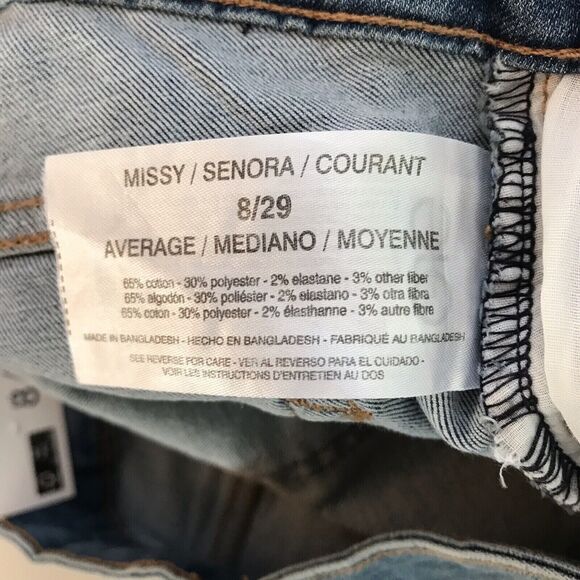 MISSY / SENORA / COURANT
8/29
AVERAGE / MEDIANO / MOYENNE
65% cotton - 30% polyester - 2% elastane - 3% other fiber
65% algodón - 30% poliéster - 2% elastano - 3% otra fibra
65% coton - 30% polyester - 2% élasthanne - 3% autre fibre
MADE IN BANGLADESH - HECHO EN BANGLADESH - FABRIQUÉ AU BANGLADESH
SEE REVERSE FOR CARE - VER AL REVERSO PARA EL CUIDADO -
VOIR LES INSTRUCTIONS D'ENTRETIEN AU DOS